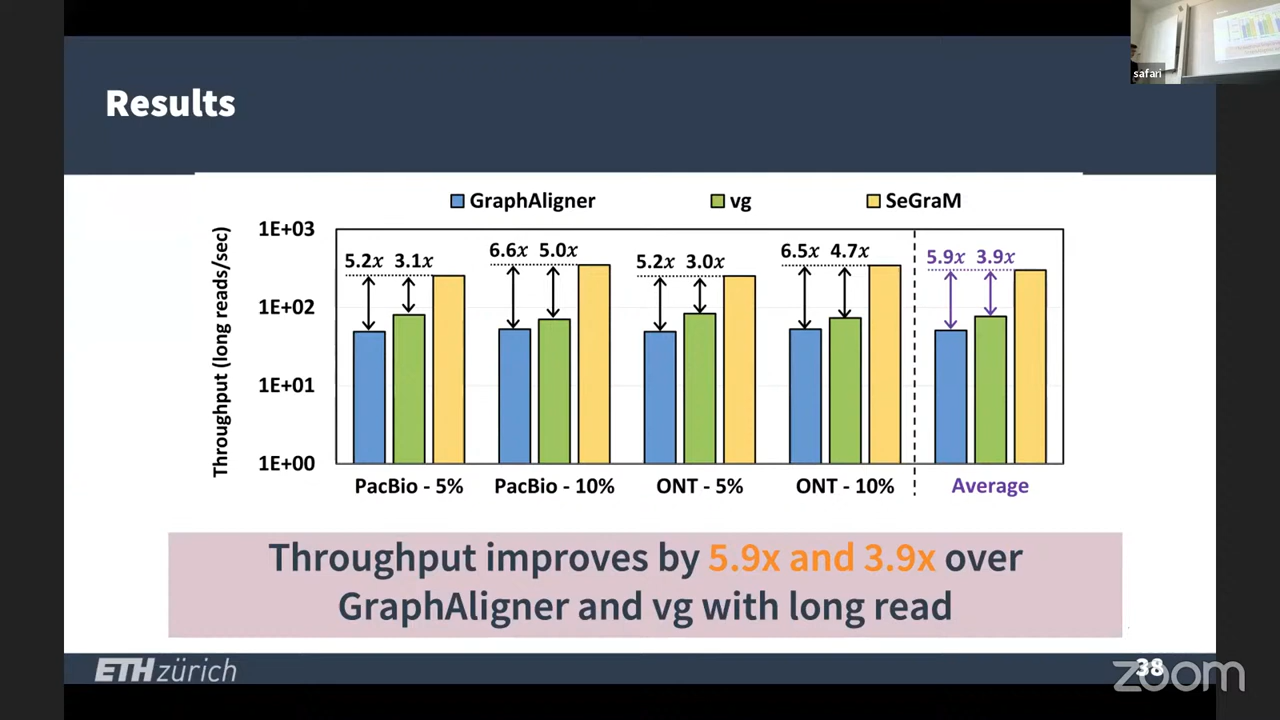 safari
Results
GraphAligner vg SeGraM
Throughput (long reads/sec)
1E+03
1E+02
1E+01
1E+00
5.2x 3.1x 6.6x 5.0x 5.2x 3.0x 6.5x 4.7x 5.9x 3.9x
PacBio - 5% PacBio - 10% ONT - 5% ONT - 10% Average
Throughput improves by 5.9x and 3.9x over
GraphAligner and vg with long read
ETH zürich
38
zoom